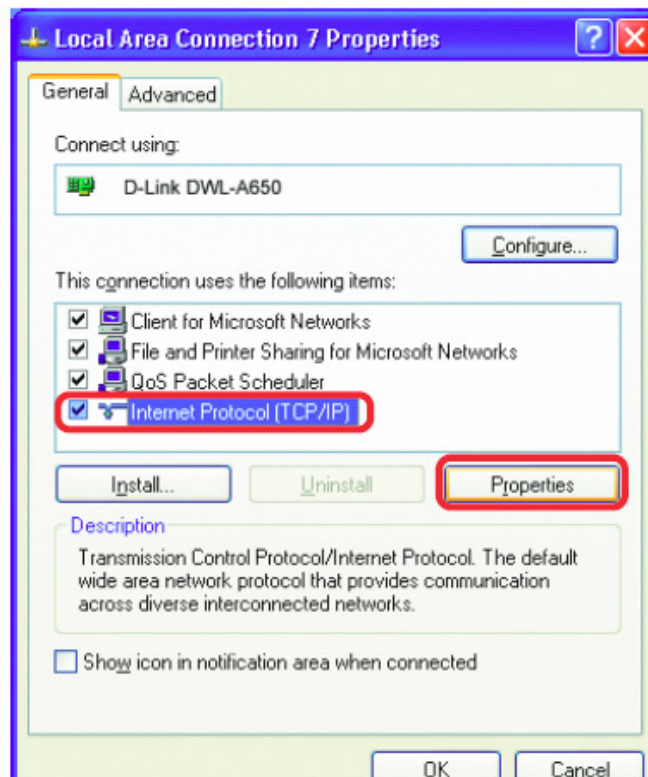 Local Area Connection 7 Properties
General Advanced
Connect using:
D-Link DWL-A650
Configure...
This connection uses the following items:
Client for Microsoft Networks
File and Printer Sharing for Microsoft Networks
QoS Packet Scheduler
Internet Protocol (TCP/IP)
Install... Uninstall Properties
Description
Transmission Control Protocol/Internet Protocol. The default
wide area network protocol that provides communication
across diverse interconnected networks.
Show icon in notification area when connected
OK Cancel